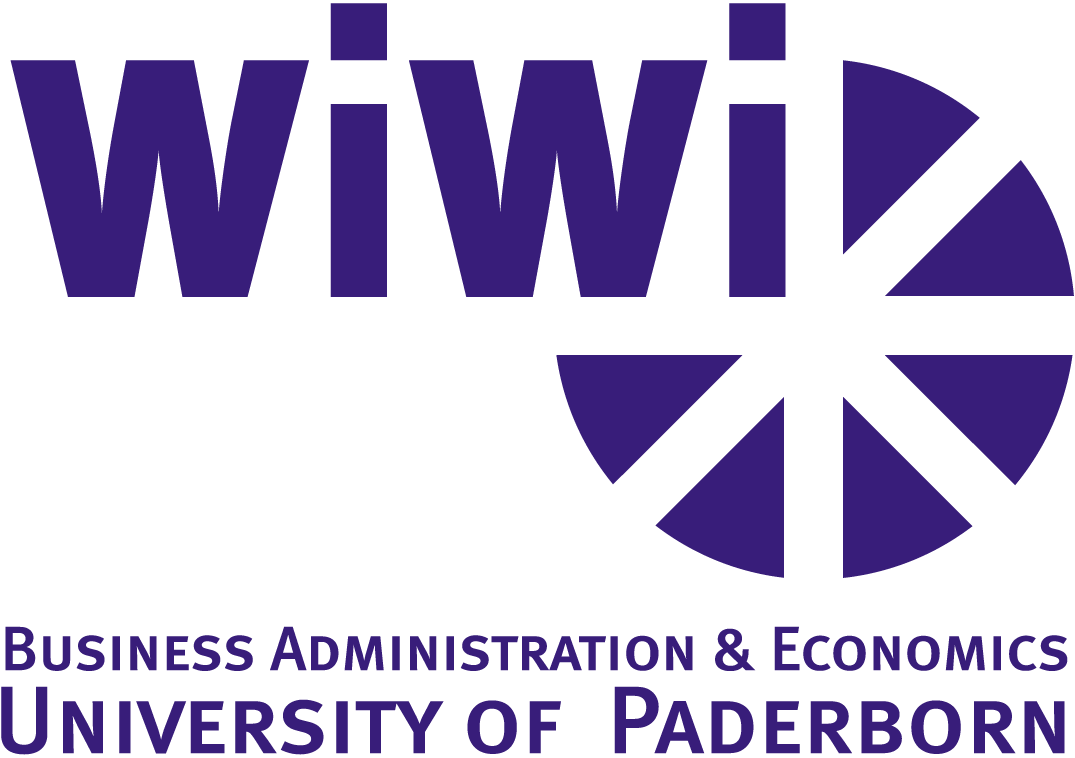 wiwi
Business Administration & Economics
University of Paderborn